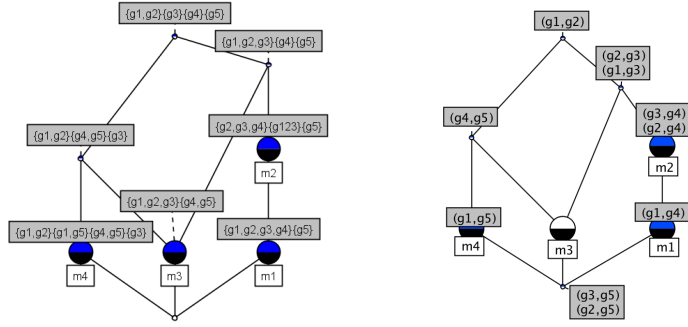 {g1,g2}{g3}{g4}{g5}
{g1,g2,g3}{g4}{g5}
{g2,g3,g4}{g123}{g5}
m2
{g1,g2}{g4,g5}{g3}
{g1,g2,g3}{g4,g5}
{g1,g2}{g1,g5}{g4,g5}{g3}
{g1,g2,g3,g4}{g5}
m4
m3
m1
(g1,g2)
(g2,g3)
(g1,g3)
(g4,g5)
(g3,g4)
(g2,g4)
m2
(g1,g5)
(g1,g4)
m4
m3
m1
(g3,g5)
(g2,g5)